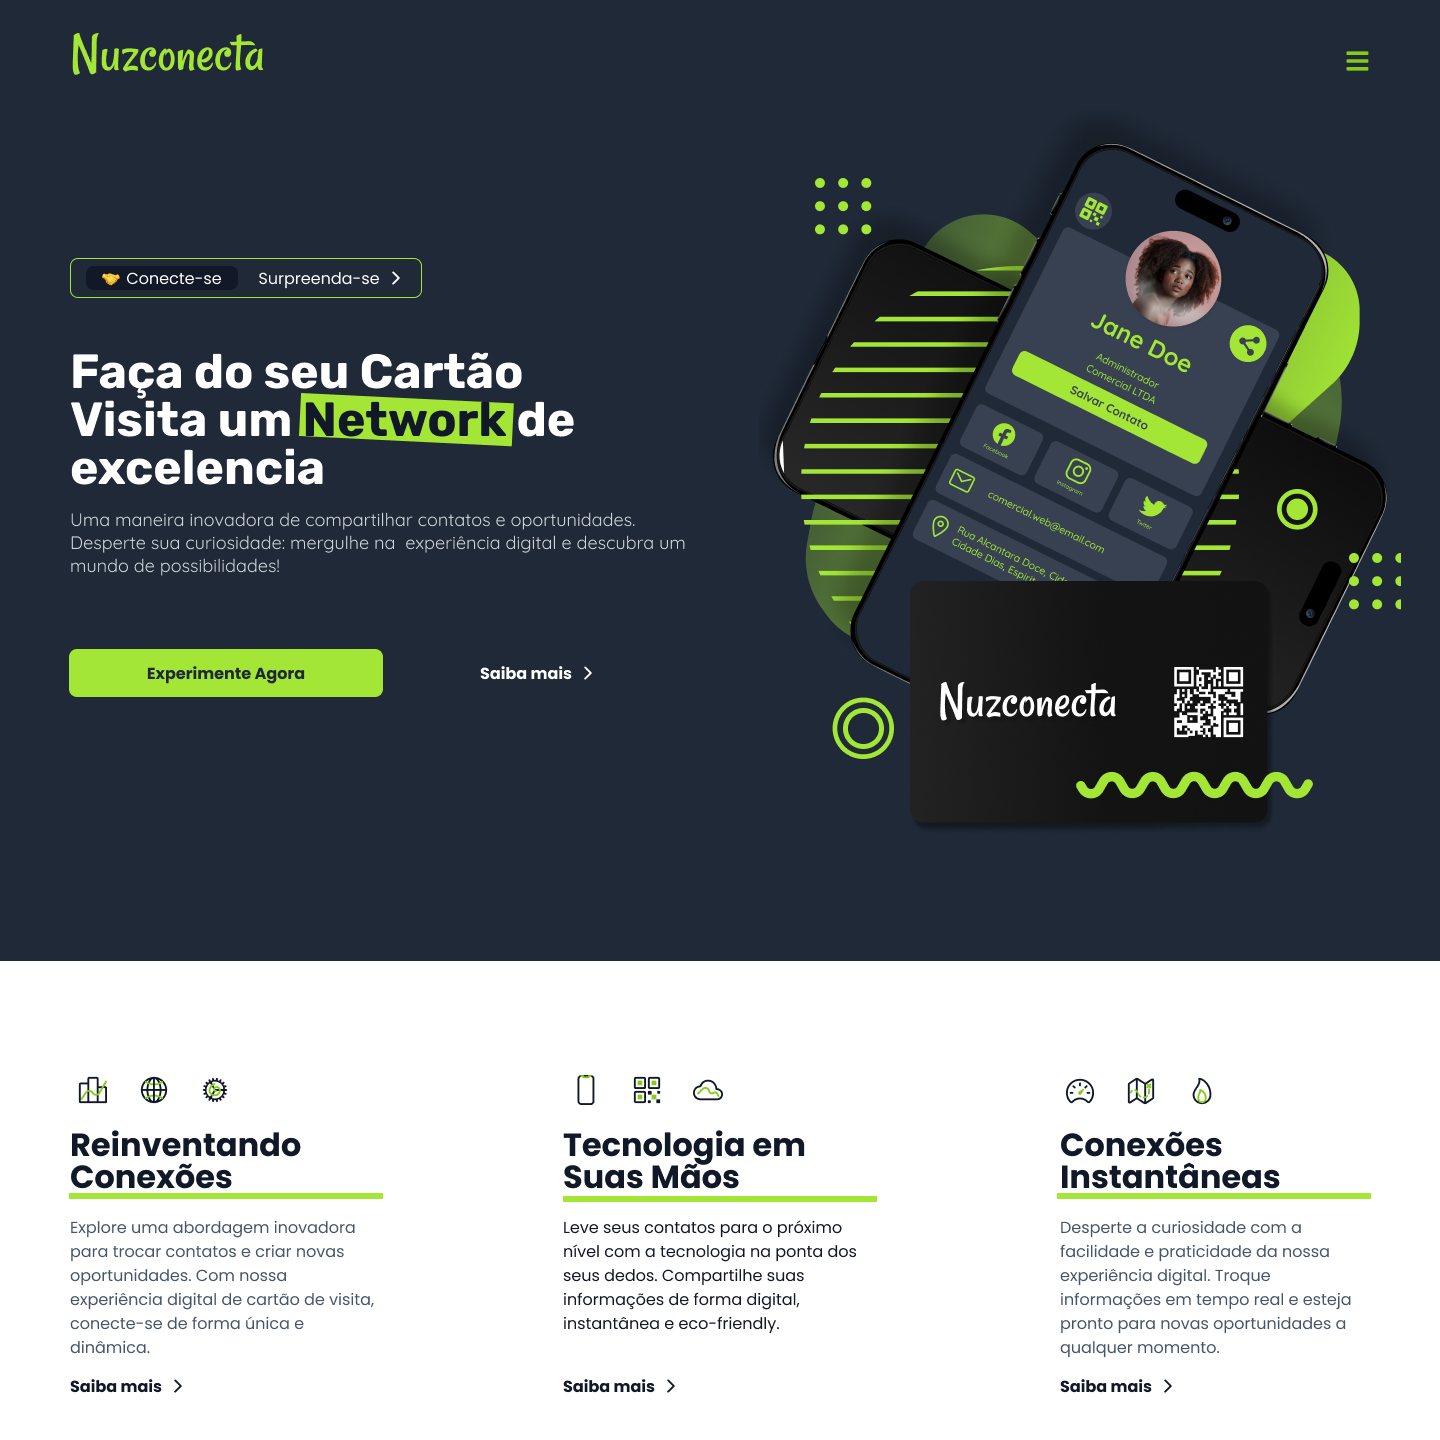 Nuzconecta
🤝 Conecte-se
Surpreenda-se
Faça do seu Cartão
Visita um Network de
excelencia
Uma maneira inovadora de compartilhar contatos e oportunidades.
Desperte sua curiosidade: mergulhe na  experiência digital e descubra um
mundo de possibilidades!
Experimente Agora
Saiba mais
Jane Doe
Administrador
Comercial LTDA
Salvar Contato
Facebook
Instagram
Twitter
comercial.web@email.com
Rua Alcantara Doce, Cid
Cidade Dias, Espirit
Nuzconecta
Reinventando
Conexões
Explore uma abordagem inovadora
para trocar contatos e criar novas
oportunidades. Com nossa
experiência digital de cartão de visita,
conecte-se de forma única e
dinâmica.
Saiba mais
Tecnologia em
Suas Mãos
Leve seus contatos para o próximo
nível com a tecnologia na ponta dos
seus dedos. Compartilhe suas
informações de forma digital,
instantânea e eco-friendly.
Saiba mais
Conexões
Instantâneas
Desperte a curiosidade com a
facilidade e praticidade da nossa
experiência digital. Troque
informações em tempo real e esteja
pronto para novas oportunidades a
qualquer momento.
Saiba mais